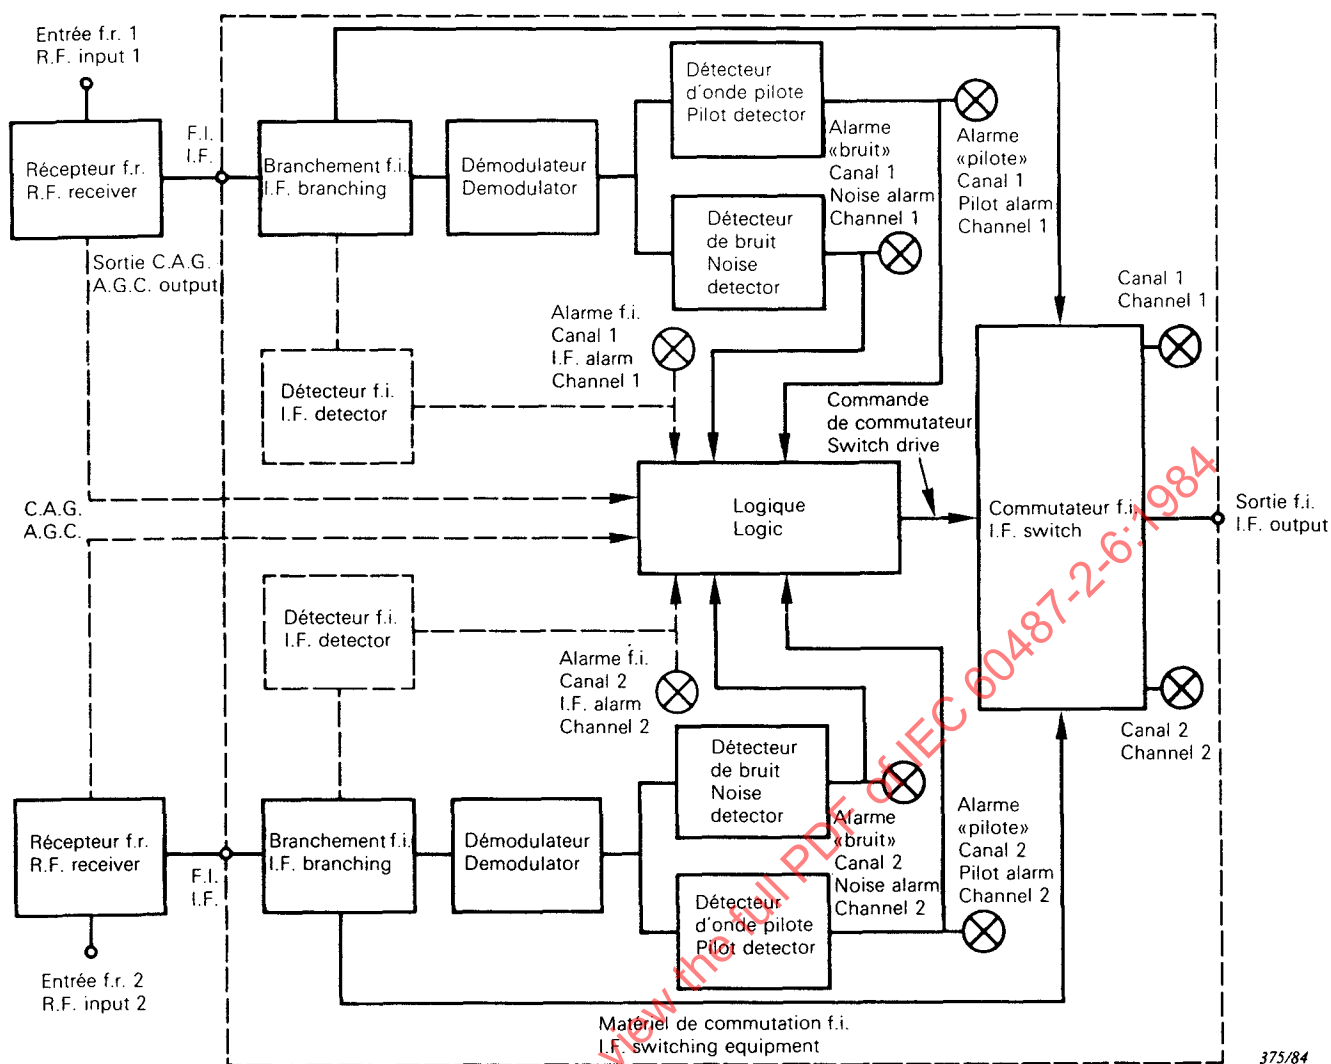 Entrée f.r. 1
R.F. input 1
Récepteur f.r.
R.F. receiver
F.I.
I.F.
Branchement f.i.
I.F. branching
Démodulateur
Demodulator
Détecteur
d'onde pilote
Pilot detector
Détecteur
de bruit
Noise
detector
Alarme
«bruit»
Canal 1
Noise alarm
Channel 1
Alarme
«pilote»
Canal 1
Pilot alarm
Channel 1
Sortie C.A.G.
A.G.C. output
Alarme f.i.
Canal 1
I.F. alarm
Channel 1
Détecteur f.i.
I.F. detector
Canal 1
Channel 1
Commande
de commutateur
Switch drive
C.A.G.
A.G.C.
Logique
Logic
Commutateur f.i.
I.F. switch
Sortie f.i.
I.F. output
Détecteur f.i.
I.F. detector
Alarme f.i.
Canal 2
I.F. alarm
Channel 2
Canal 2
Channel 2
Récepteur f.r.
R.F. receiver
F.I.
I.F.
Branchement f.i.
I.F. branching
Démodulateur
Demodulator
Détecteur
de bruit
Noise
detector
Détecteur
d'onde pilote
Pilot detector
Alarme
«bruit»
Canal 2
Noise alarm
Channel 2
Alarme
«pilote»
Canal 2
Pilot alarm
Channel 2
Entrée f.r. 2
R.F. input 2
Matériel de commutation f.i.
I.F. switching equipment
375/84
view the full PDF of IEC 60487-2-6:1984